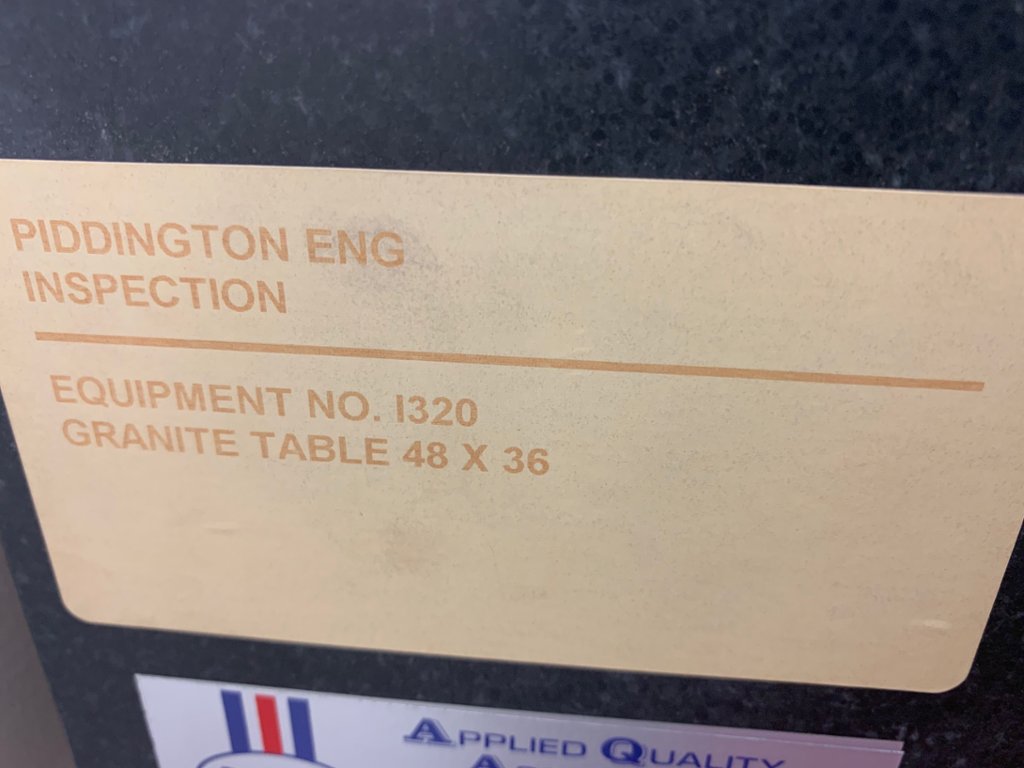 PIDDINGTON ENG
INSPECTION
EQUIPMENT NO. I320
GRANITE TABLE 48 X 36
APPLIED QUALITY